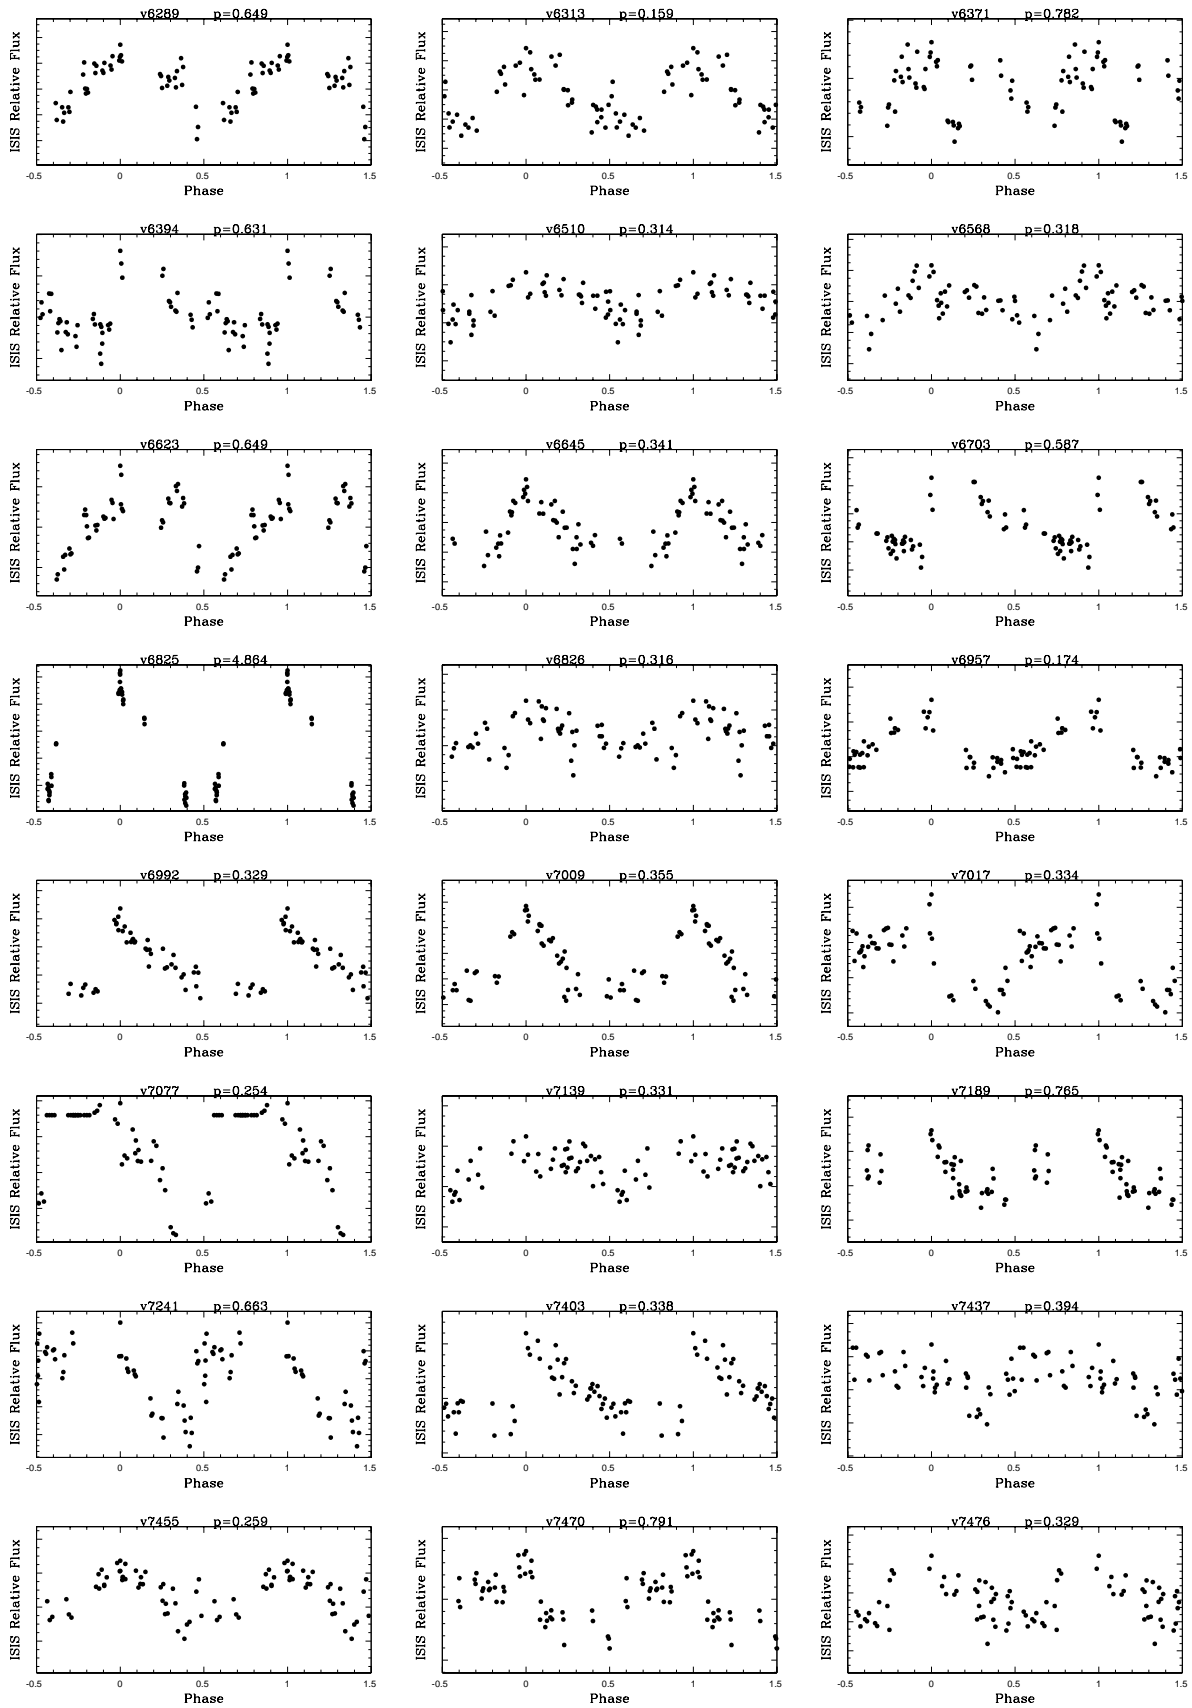 v6289 p=0.649 v6313 p=0.159 v6371 p=0.782
ISIS Relative Flux ISIS Relative Flux ISIS Relative Flux
-0.5 0 0.5 1 1.5 -0.5 0 0.5 1 1.5 -0.5 0 0.5 1 1.5
Phase Phase Phase
v6394 p=0.631 v6510 p=0.314 v6568 p=0.318
ISIS Relative Flux ISIS Relative Flux ISIS Relative Flux
-0.5 0 0.5 1 1.5 -0.5 0 0.5 1 1.5 -0.5 0 0.5 1 1.5
Phase Phase Phase
v6623 p=0.649 v6645 p=0.341 v6703 p=0.587
ISIS Relative Flux ISIS Relative Flux ISIS Relative Flux
-0.5 0 0.5 1 1.5 -0.5 0 0.5 1 1.5 -0.5 0 0.5 1 1.5
Phase Phase Phase
v6825 p=4.864 v6826 p=0.316 v6957 p=0.174
ISIS Relative Flux ISIS Relative Flux ISIS Relative Flux
-0.5 0 0.5 1 1.5 -0.5 0 0.5 1 1.5 -0.5 0 0.5 1 1.5
Phase Phase Phase
v6992 p=0.329 v7009 p=0.355 v7017 p=0.334
ISIS Relative Flux ISIS Relative Flux ISIS Relative Flux
-0.5 0 0.5 1 1.5 -0.5 0 0.5 1 1.5 -0.5 0 0.5 1 1.5
Phase Phase Phase
v7077 p=0.254 v7139 p=0.331 v7189 p=0.765
ISIS Relative Flux ISIS Relative Flux ISIS Relative Flux
-0.5 0 0.5 1 1.5 -0.5 0 0.5 1 1.5 -0.5 0 0.5 1 1.5
Phase Phase Phase
v7241 p=0.663 v7403 p=0.338 v7437 p=0.394
ISIS Relative Flux ISIS Relative Flux ISIS Relative Flux
-0.5 0 0.5 1 1.5 -0.5 0 0.5 1 1.5 -0.5 0 0.5 1 1.5
Phase Phase Phase
v7455 p=0.259 v7470 p=0.791 v7476 p=0.329
ISIS Relative Flux ISIS Relative Flux ISIS Relative Flux
-0.5 0 0.5 1 1.5 -0.5 0 0.5 1 1.5 -0.5 0 0.5 1 1.5
Phase Phase Phase